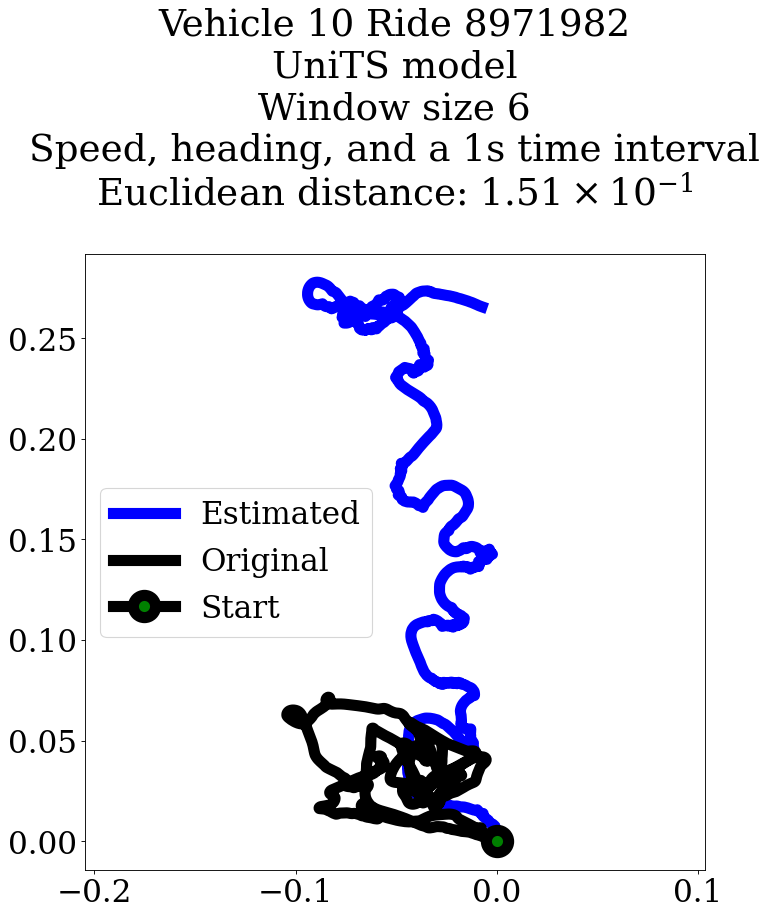 Vehicle 10 Ride 8971982
UniTS model
Window size 6
Speed, heading, and a 1s time interval
Euclidean distance: 1.51 × 10⁻¹
0.25
0.20
0.15
0.10
0.05
0.00
Estimated
Original
Start
−0.2 −0.1 0.0 0.1